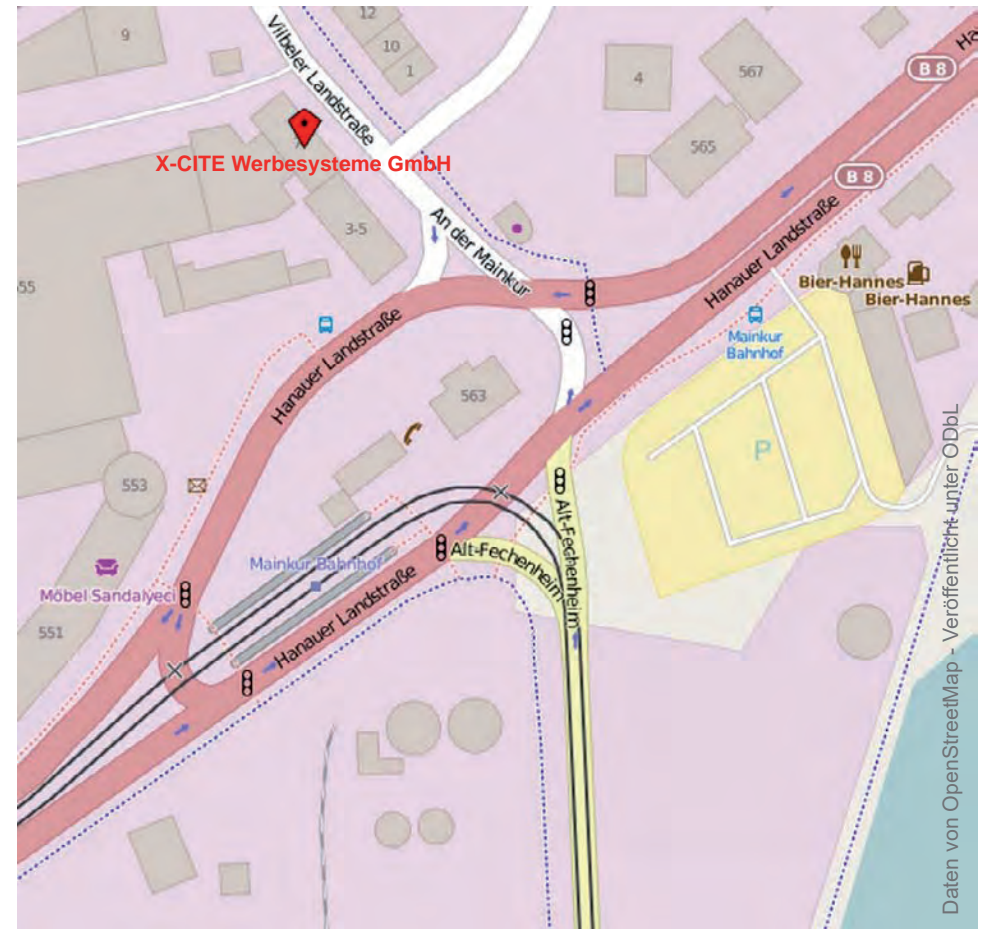 12
9
10
1
Vilbeler Landstraße
4
567
Ha
B 8
565
B 8
X-CITE Werbesysteme GmbH
3-5
An der Mainkur
Hanauer Landstraße
Bier-Hannes
Bier-Hannes
55
Hanauer Landstraße
Mainkur
Bahnhof
563
P
553
Alt-Fechenheim
Alt-Fechenheim
Mainkur Bahnhof
Möbel Sandalyeci
Hanauer Landstraße
551
Daten von OpenStreetMap - Veröffentlicht unter ODbL